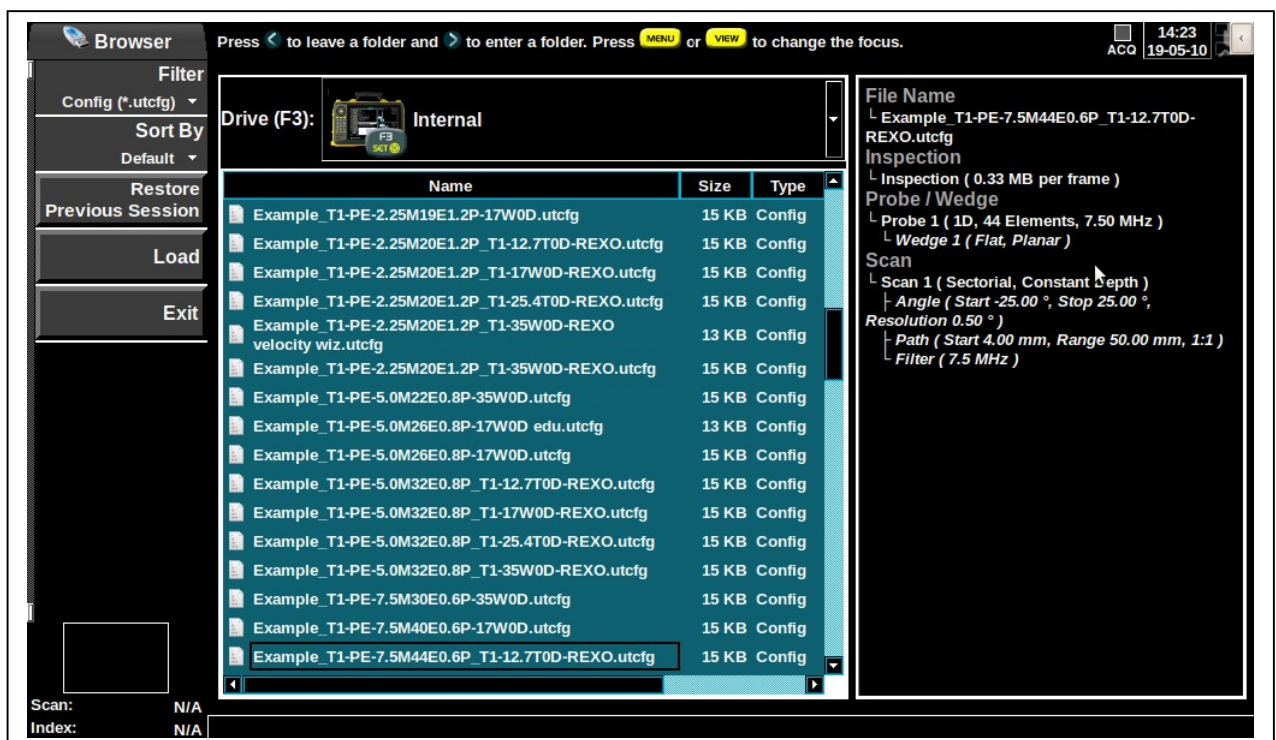 Browser
Press < to leave a folder and > to enter a folder. Press MENU or VIEW to change the focus.
ACQ
14:23
19-05-10
Filter
Config (*.utcfg)
Sort By
Default
Restore
Previous Session
Load
Exit
Scan: N/A
Index: N/A
Drive (F3):
F3
SET
Internal
Name Size Type
Example_T1-PE-2.25M19E1.2P-17W0D.utcfg 15 KB Config
Example_T1-PE-2.25M20E1.2P_T1-12.7T0D-REXO.utcfg 15 KB Config
Example_T1-PE-2.25M20E1.2P_T1-17W0D-REXO.utcfg 15 KB Config
Example_T1-PE-2.25M20E1.2P_T1-25.4T0D-REXO.utcfg 15 KB Config
Example_T1-PE-2.25M20E1.2P_T1-35W0D-REXO
velocity wiz.utcfg 13 KB Config
Example_T1-PE-2.25M20E1.2P_T1-35W0D-REXO.utcfg 15 KB Config
Example_T1-PE-5.0M22E0.8P-35W0D.utcfg 15 KB Config
Example_T1-PE-5.0M26E0.8P-17W0D edu.utcfg 13 KB Config
Example_T1-PE-5.0M26E0.8P-17W0D.utcfg 15 KB Config
Example_T1-PE-5.0M32E0.8P_T1-12.7T0D-REXO.utcfg 15 KB Config
Example_T1-PE-5.0M32E0.8P_T1-17W0D-REXO.utcfg 15 KB Config
Example_T1-PE-5.0M32E0.8P_T1-25.4T0D-REXO.utcfg 15 KB Config
Example_T1-PE-5.0M32E0.8P_T1-35W0D-REXO.utcfg 15 KB Config
Example_T1-PE-7.5M30E0.6P-35W0D.utcfg 15 KB Config
Example_T1-PE-7.5M40E0.6P-17W0D.utcfg 15 KB Config
Example_T1-PE-7.5M44E0.6P_T1-12.7T0D-REXO.utcfg 15 KB Config
File Name
Example_T1-PE-7.5M44E0.6P_T1-12.7T0D-
REXO.utcfg
Inspection
Inspection ( 0.33 MB per frame )
Probe / Wedge
Probe 1 ( 1D, 44 Elements, 7.50 MHz )
Wedge 1 ( Flat, Planar )
Scan
Scan 1 ( Sectorial, Constant Depth )
Angle ( Start -25.00 °, Stop 25.00 °,
Resolution 0.50 ° )
Path ( Start 4.00 mm, Range 50.00 mm, 1:1 )
Filter ( 7.5 MHz )